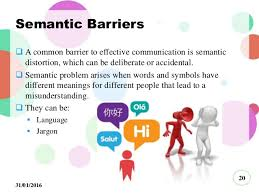 Semantic Barriers
❑ A common barrier to effective communication is semantic
distortion, which can be deliberate or accidental.
❑ Semantic problem arises when words and symbols have
different meanings for different people that lead to a
misunderstanding.
❑ They can be:
▪ Language
▪ Jargon
Olá
你好
Hi
Salut
20
31/01/2016